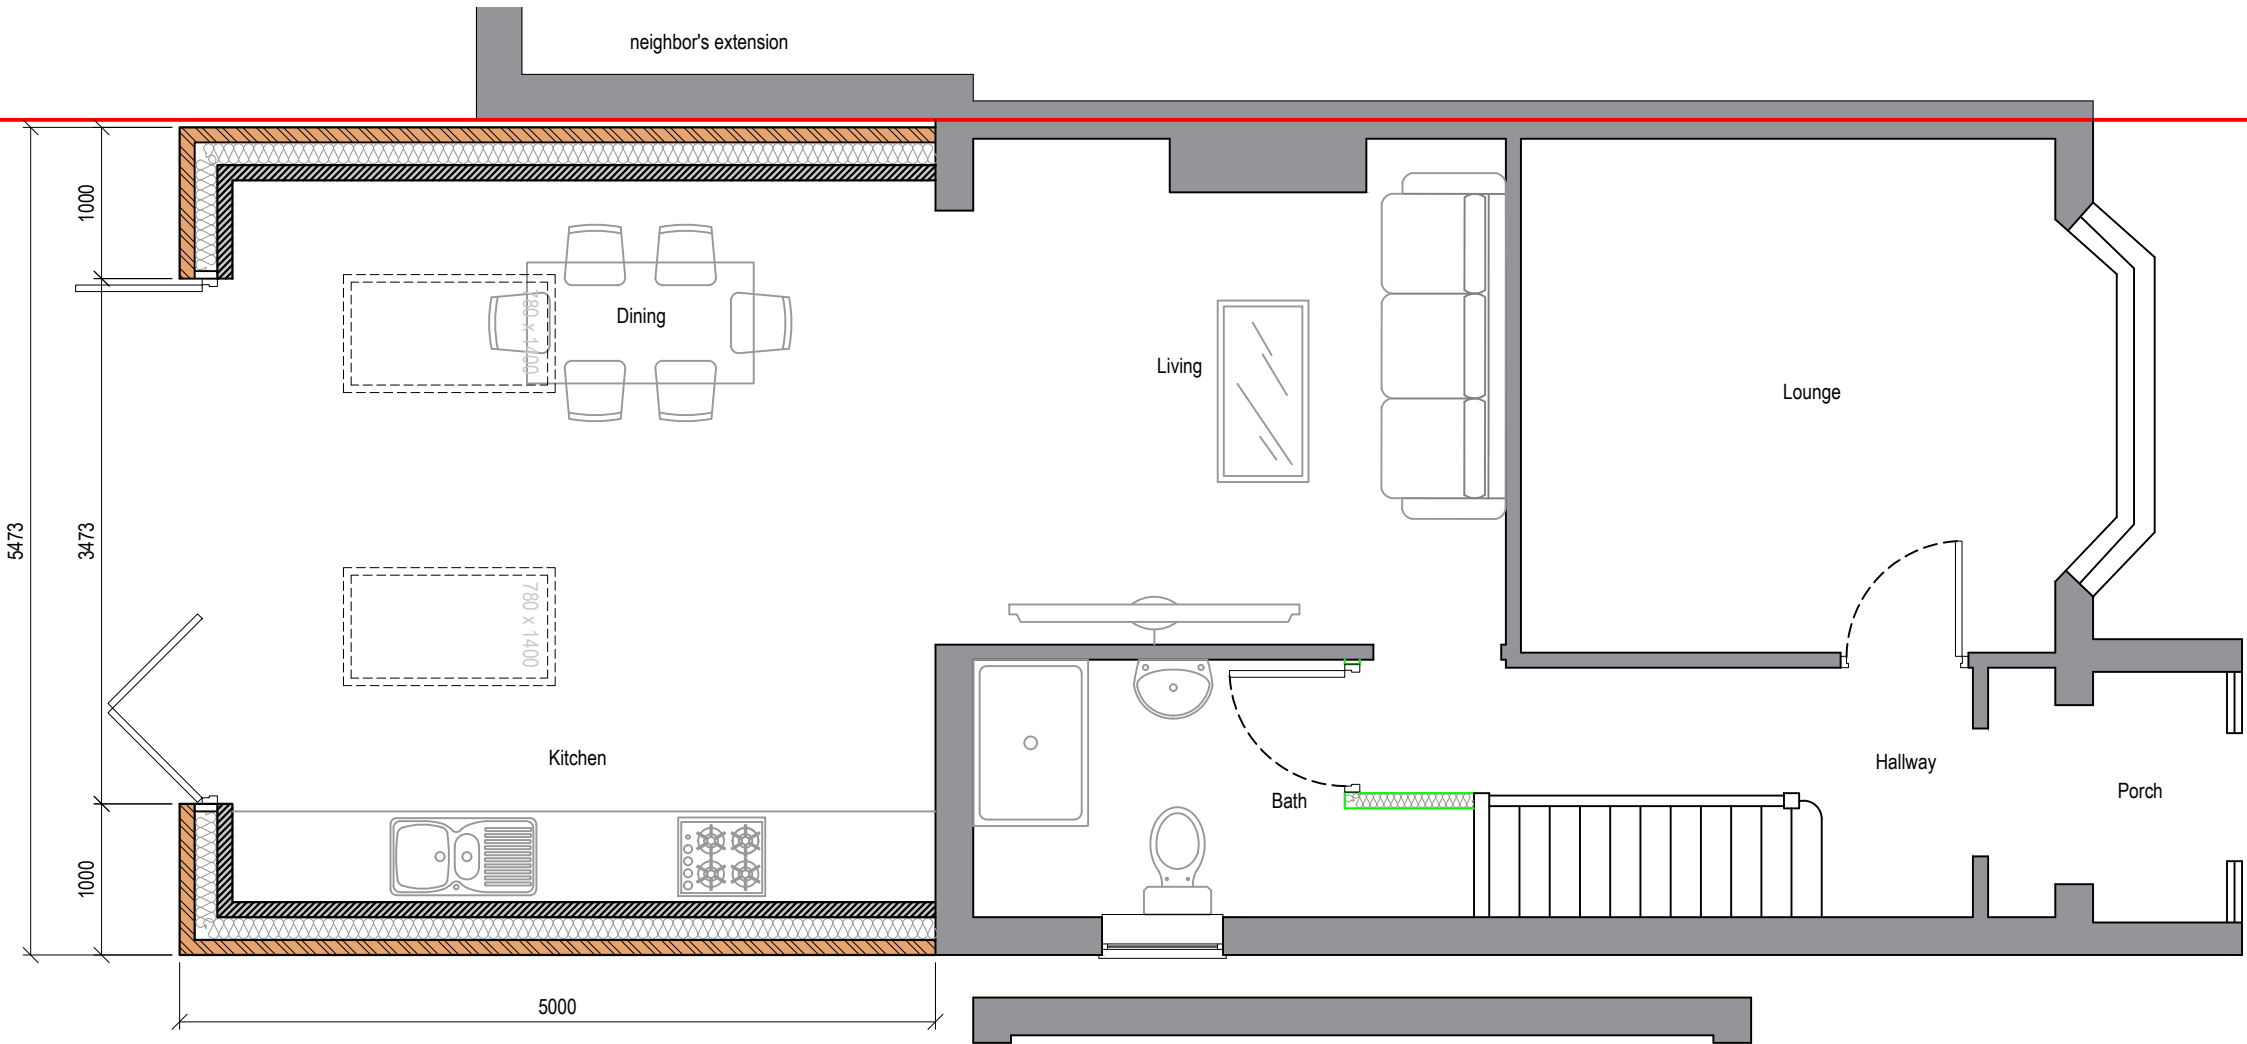 neighbor's extension
1000
780 x 1400
Dining
Living
Lounge
5473
3473
780 x 1400
Kitchen
Hallway
Bath
Porch
1000
5000